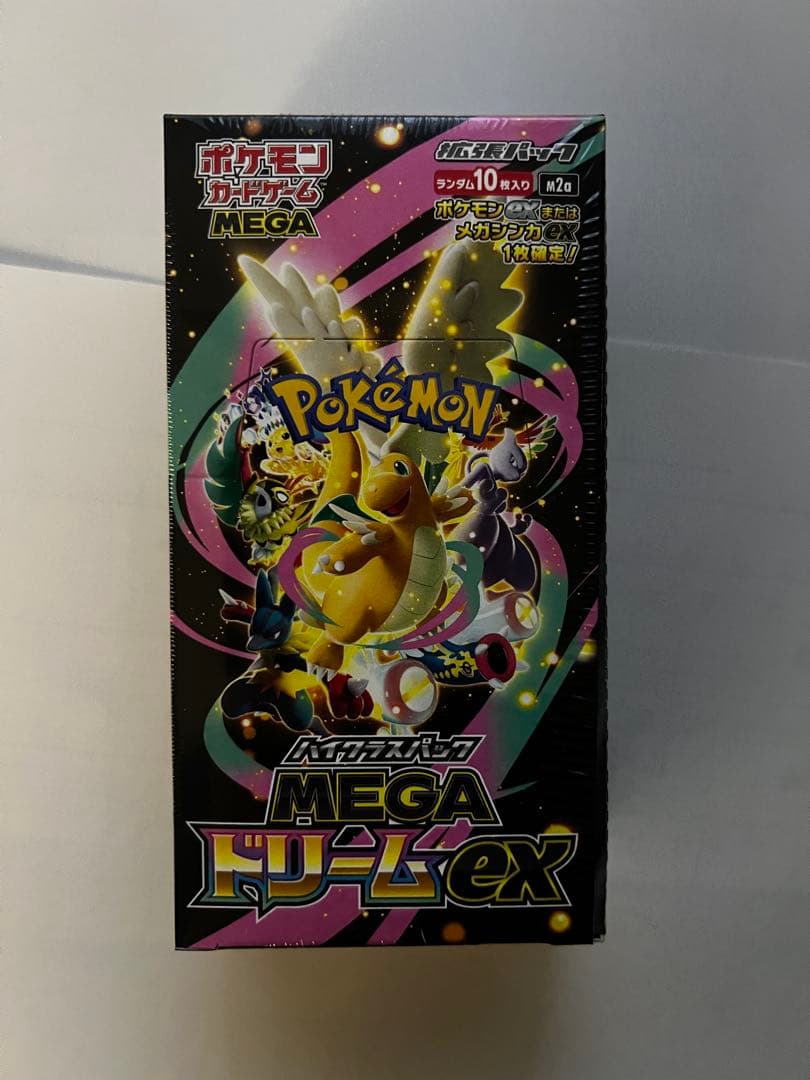 ポケモン
カードゲーム
MEGA
拡張パック
ランダム10枚入り M2a
ポケモンexまたは
メガシンカex
1枚確定!
POKÉMON
ハイクラスパック
MEGA
ドリームex